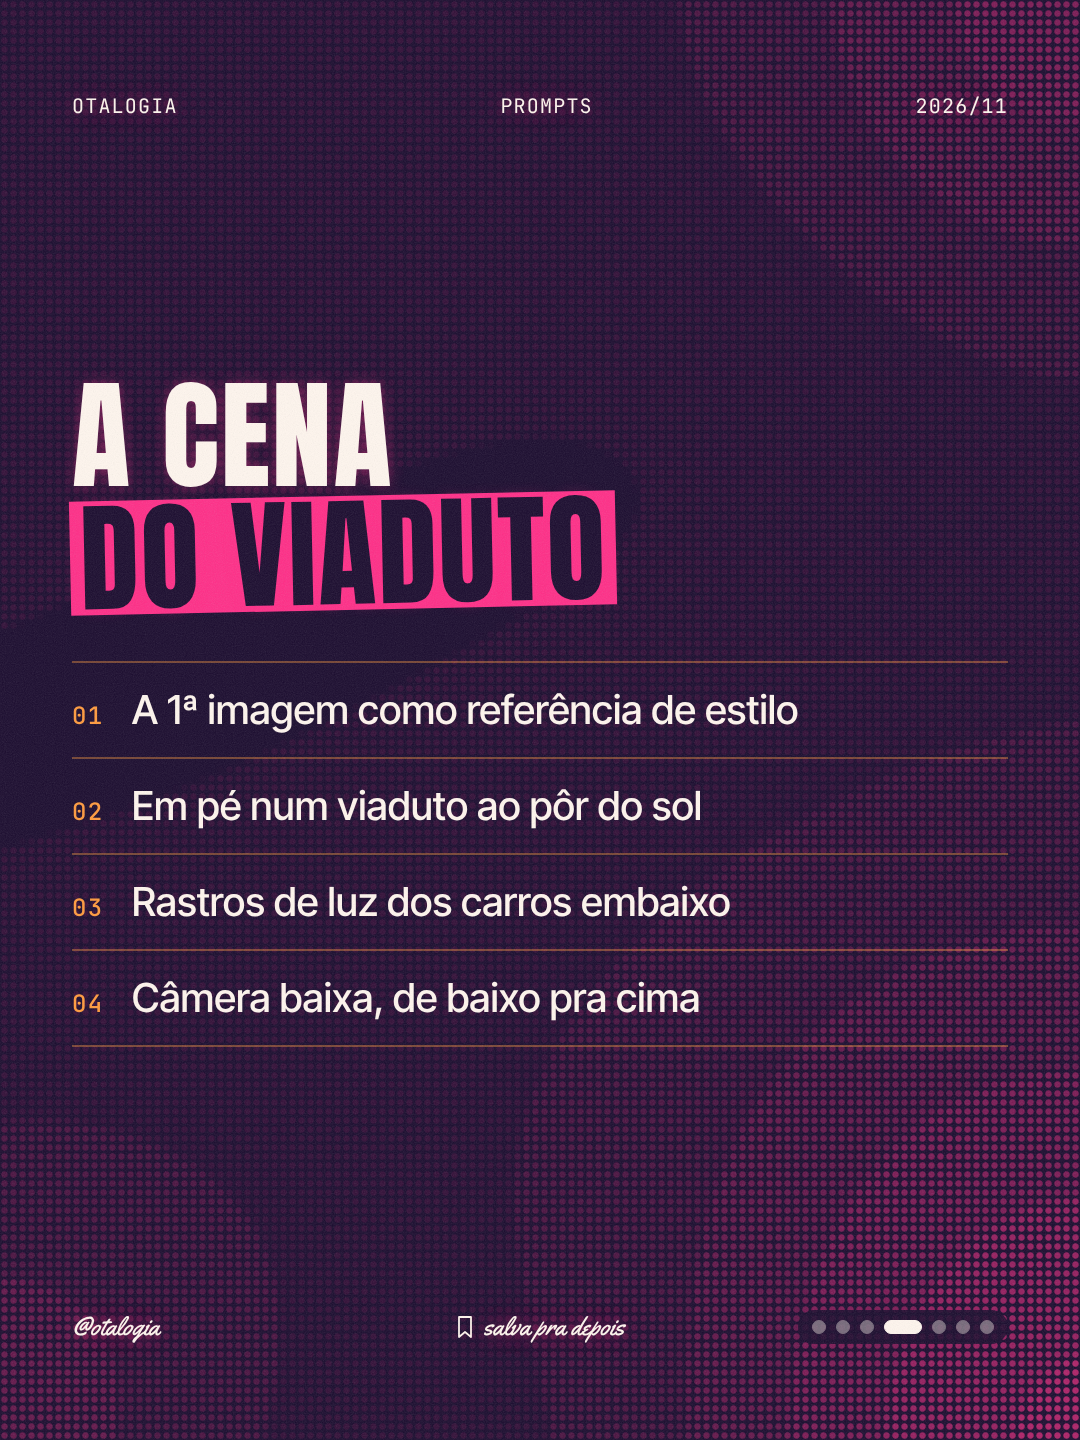 OTALOGIA PROMPTS 2026/11
A CENA
DO VIADUTO
01 A 1ª imagem como referência de estilo
02 Em pé num viaduto ao pôr do sol
03 Rastros de luz dos carros embaixo
04 Câmera baixa, de baixo pra cima
@otalogia salva pra depois